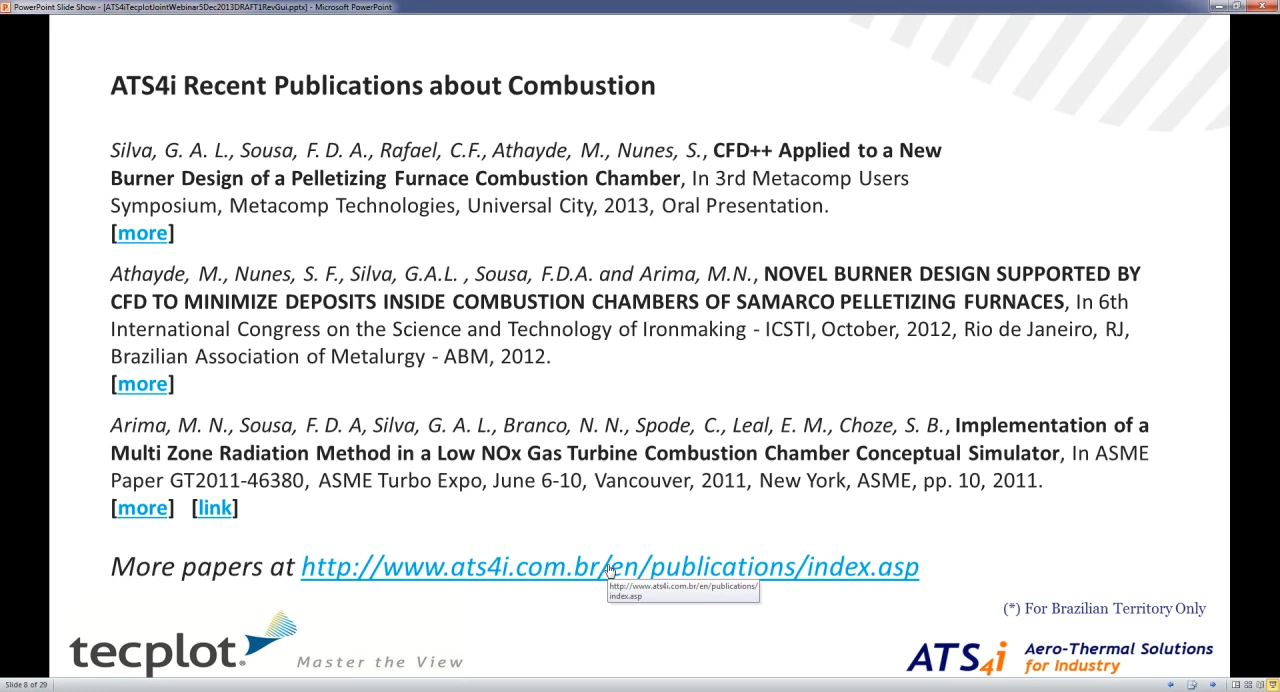 PowerPoint Slide Show - [ATS4iTecplotJointWebinar5Dec2013DRAFT1RevGui.pptx] - Microsoft PowerPoint
ATS4i Recent Publications about Combustion
Silva, G. A. L., Sousa, F. D. A., Rafael, C.F., Athayde, M., Nunes, S., CFD++ Applied to a New
Burner Design of a Pelletizing Furnace Combustion Chamber, In 3rd Metacomp Users
Symposium, Metacomp Technologies, Universal City, 2013, Oral Presentation.
[more]
Athayde, M., Nunes, S. F., Silva, G.A.L. , Sousa, F.D.A. and Arima, M.N., NOVEL BURNER DESIGN SUPPORTED BY
CFD TO MINIMIZE DEPOSITS INSIDE COMBUSTION CHAMBERS OF SAMARCO PELLETIZING FURNACES, In 6th
International Congress on the Science and Technology of Ironmaking - ICSTI, October, 2012, Rio de Janeiro, RJ,
Brazilian Association of Metalurgy - ABM, 2012.
[more]
Arima, M. N., Sousa, F. D. A, Silva, G. A. L., Branco, N. N., Spode, C., Leal, E. M., Choze, S. B., Implementation of a
Multi Zone Radiation Method in a Low NOx Gas Turbine Combustion Chamber Conceptual Simulator, In ASME
Paper GT2011-46380, ASME Turbo Expo, June 6-10, Vancouver, 2011, New York, ASME, pp. 10, 2011.
[more] [link]
More papers at http://www.ats4i.com.br/en/publications/index.asp
http://www.ats4i.com.br/en/publications/
index.asp
(*) For Brazilian Territory Only
tecplot. Master the View
ATS4i Aero-Thermal Solutions
for Industry
Slide 8 of 29